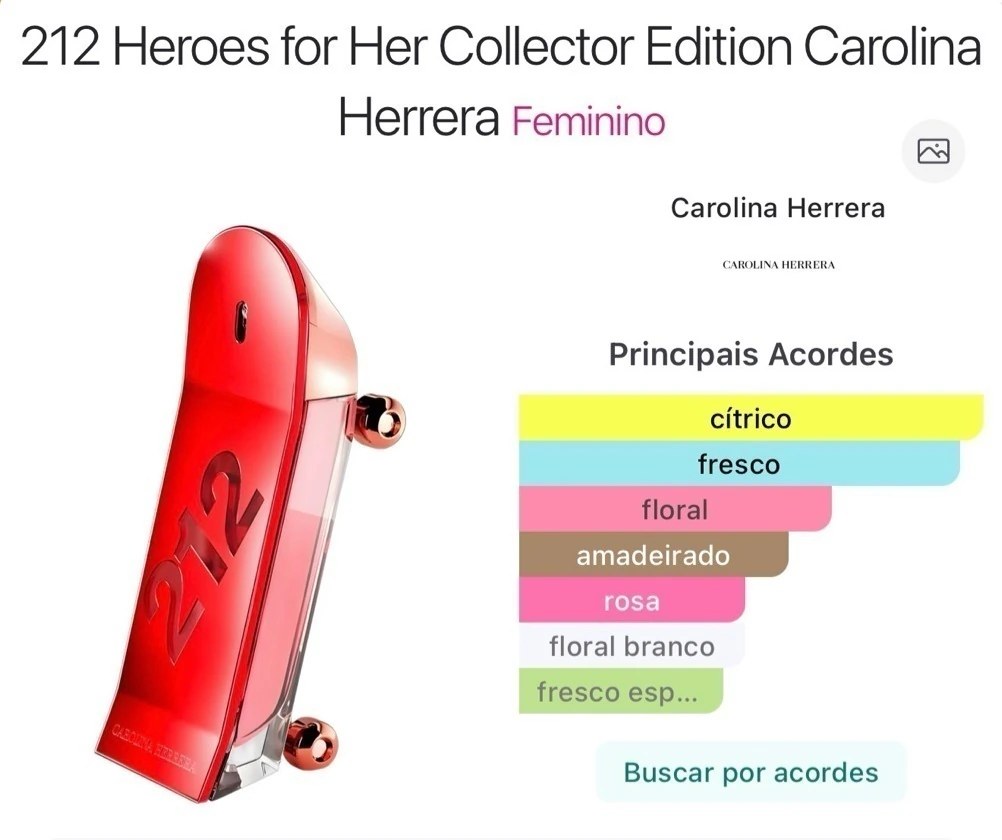 212 Heroes for Her Collector Edition Carolina
Herrera Feminino
Carolina Herrera
CAROLINA HERRERA
Principais Acordes
cítrico
fresco
floral
amadeirado
rosa
floral branco
fresco esp...
Buscar por acordes
212
CAROLINA HERRERA